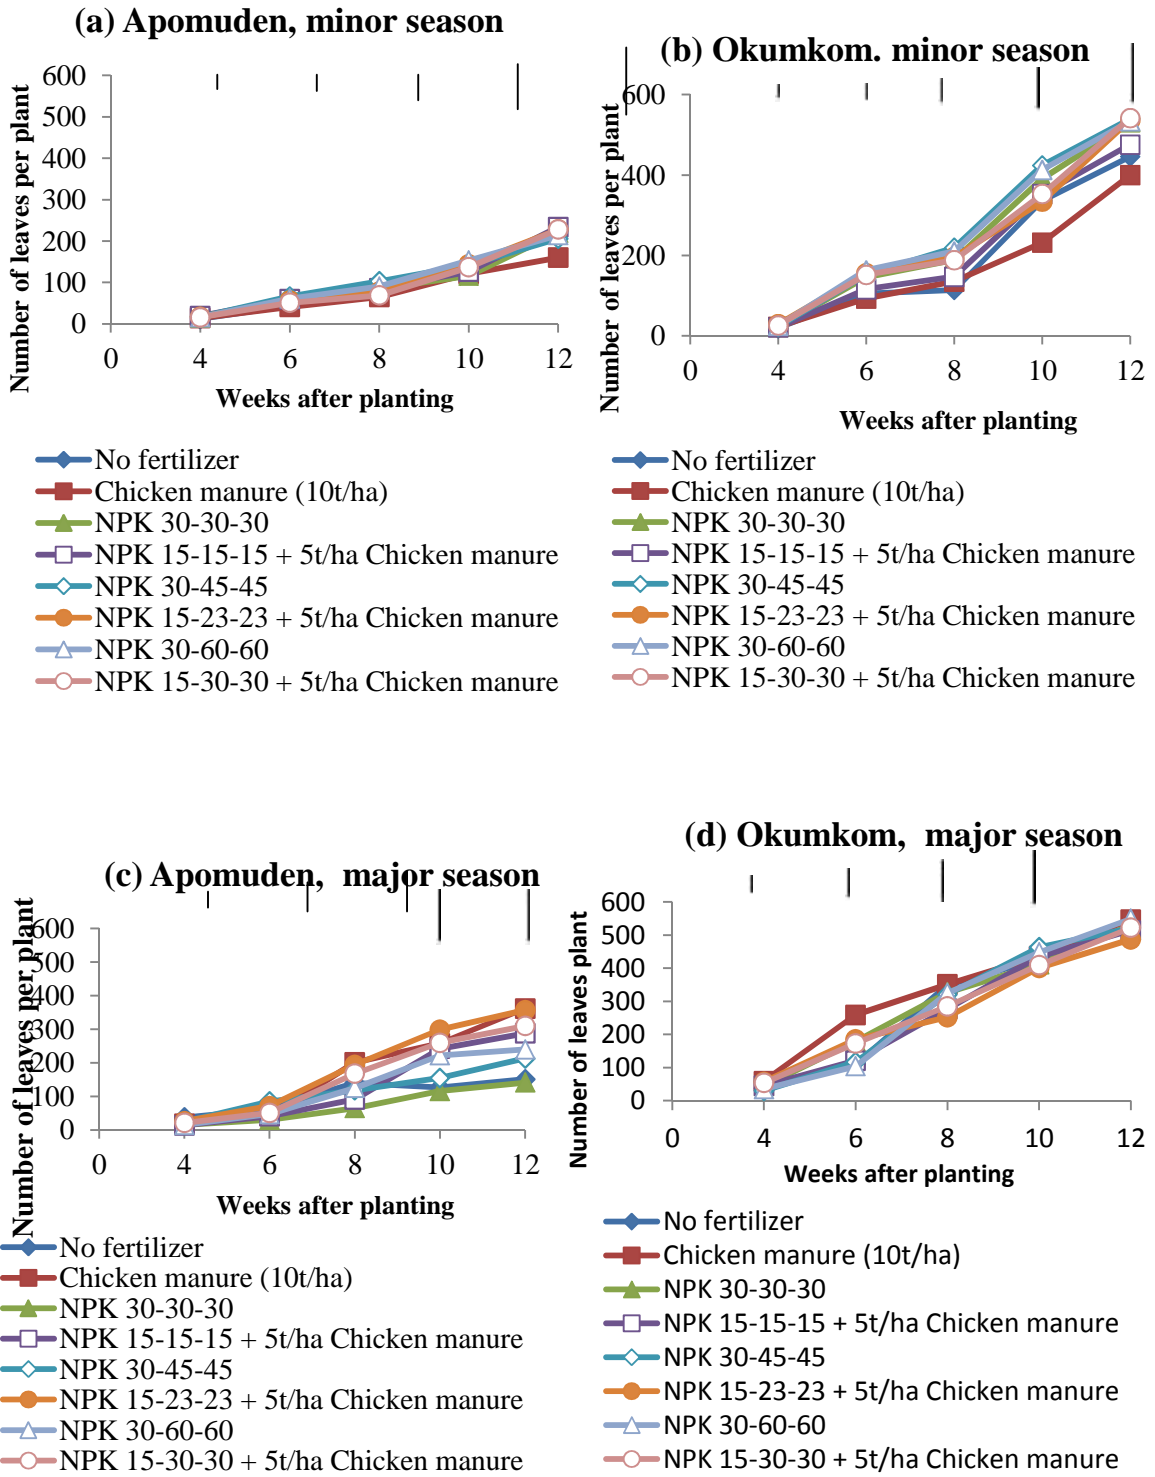 (a) Apomuden, minor season
Number of leaves per plant
600
500
400
300
200
100
0
0 4 6 8 10 12
Weeks after planting
No fertilizer
Chicken manure (10t/ha)
NPK 30-30-30
NPK 15-15-15 + 5t/ha Chicken manure
NPK 30-45-45
NPK 15-23-23 + 5t/ha Chicken manure
NPK 30-60-60
NPK 15-30-30 + 5t/ha Chicken manure
(b) Okumkom. minor season
Number of leaves per plant
600
400
200
0
0 4 6 8 10 12
Weeks after planting
No fertilizer
Chicken manure (10t/ha)
NPK 30-30-30
NPK 15-15-15 + 5t/ha Chicken manure
NPK 30-45-45
NPK 15-23-23 + 5t/ha Chicken manure
NPK 30-60-60
NPK 15-30-30 + 5t/ha Chicken manure
(c) Apomuden, major season
Number of leaves per plant
600
500
400
300
200
100
0
0 4 6 8 10 12
Weeks after planting
No fertilizer
Chicken manure (10t/ha)
NPK 30-30-30
NPK 15-15-15 + 5t/ha Chicken manure
NPK 30-45-45
NPK 15-23-23 + 5t/ha Chicken manure
NPK 30-60-60
NPK 15-30-30 + 5t/ha Chicken manure
(d) Okumkom, major season
Number of leaves plant
600
500
400
300
200
100
0
0 4 6 8 10 12
Weeks after planting
No fertilizer
Chicken manure (10t/ha)
NPK 30-30-30
NPK 15-15-15 + 5t/ha Chicken manure
NPK 30-45-45
NPK 15-23-23 + 5t/ha Chicken manure
NPK 30-60-60
NPK 15-30-30 + 5t/ha Chicken manure